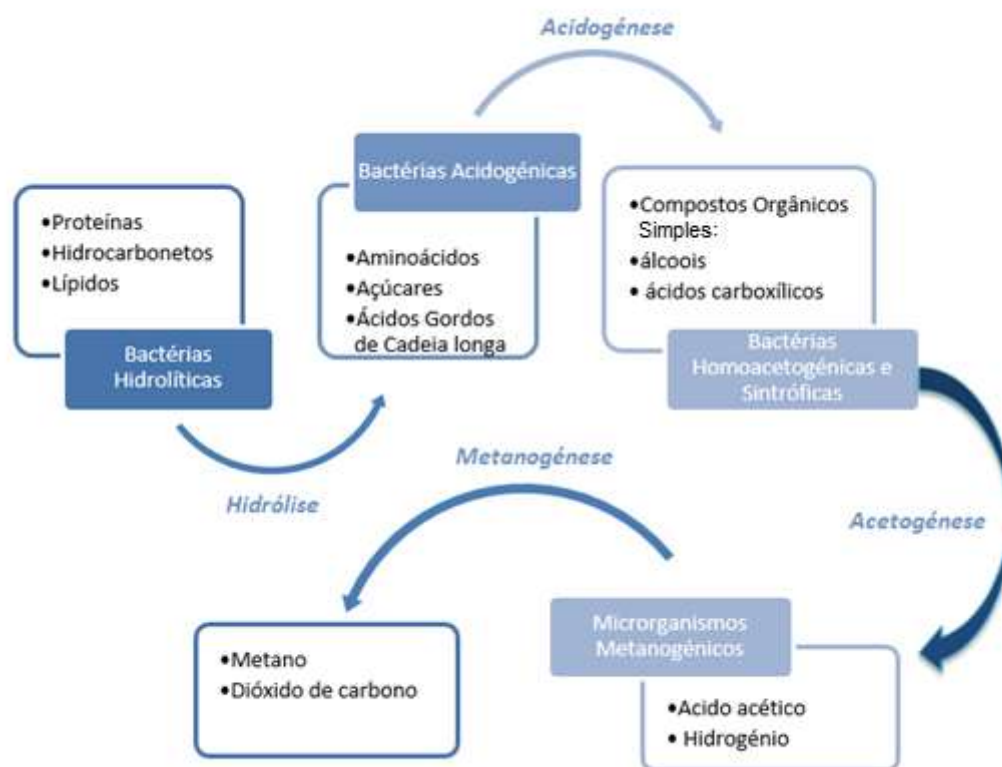 Acidogénese
Bactérias Acidogénicas
•Proteínas
•Hidrocarbonetos
•Lípidos
Bactérias
Hidrolíticas
•Aminoácidos
•Açúcares
•Ácidos Gordos
de Cadeia longa
•Compostos Orgânicos
Simples:
•álcoois
• ácidos carboxílicos
Bactérias
Homoacetogénicas e
Sintróficas
Hidrólise
Metanogénese
Acetogénese
•Metano
•Dióxido de carbono
Microrganismos
Metanogénicos
•Acido acético
• Hidrogénio